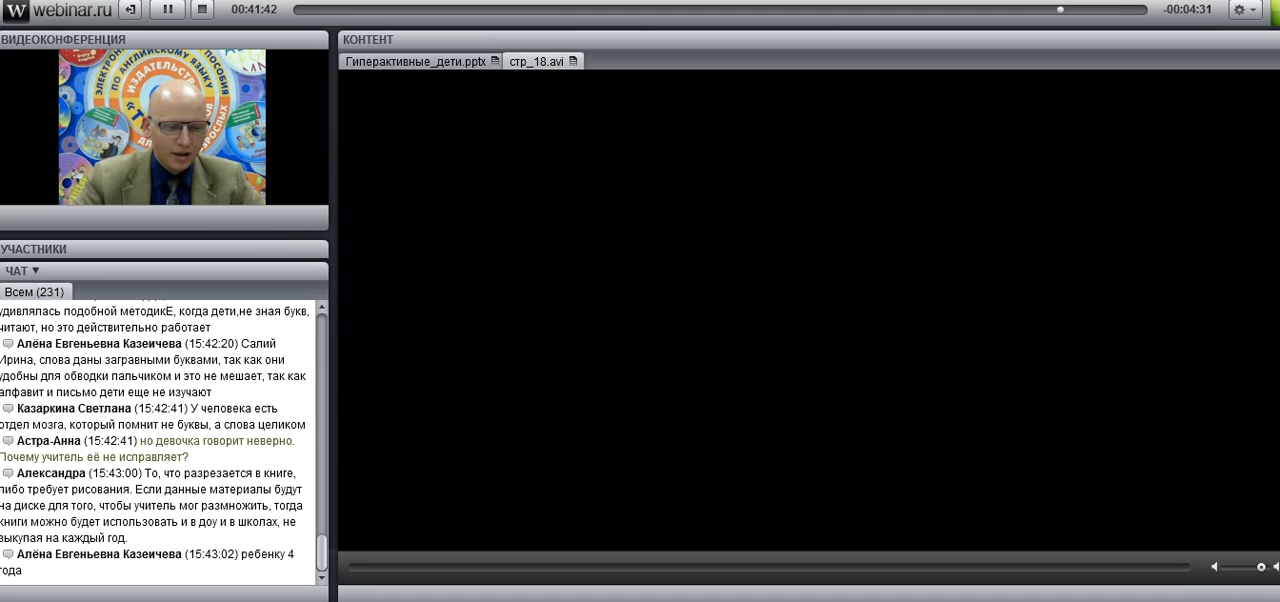 W webinar.ru
00:41:42
-00:04:31
ВИДЕОКОНФЕРЕНЦИЯ
ЭЛЕКТРОННЫЕ ПОСОБИЯ
ПО АНГЛИЙСКОМУ ЯЗЫКУ
ИЗДАТЕЛЬСТВО
УЧАСТНИКИ
ЧАТ
Всем (231)
удивлялась подобной методикЕ, когда дети,не зная букв,
читают, но это действительно работает
Алёна Евгеньевна Казеичева (15:42:20) Салий
Ирина, слова даны загравными буквами, так как они
удобны для обводки пальчиком и это не мешает, так как
алфавит и письмо дети еще не изучают
Казаркина Светлана (15:42:41) У человека есть
отдел мозга, который помнит не буквы, а слова целиком
Астра-Анна (15:42:41) но девочка говорит неверно.
Почему учитель её не исправляет?
Александра (15:43:00) То, что разрезается в книге,
либо требует рисования. Если данные материалы будут
на диске для того, чтобы учитель мог размножить, тогда
книги можно будет использовать и в доу и в школах, не
выкупая на каждый год.
Алёна Евгеньевна Казеичева (15:43:02) ребенку 4
года
КОНТЕНТ
Гиперактивные_дети.pptx
стр_18.avi